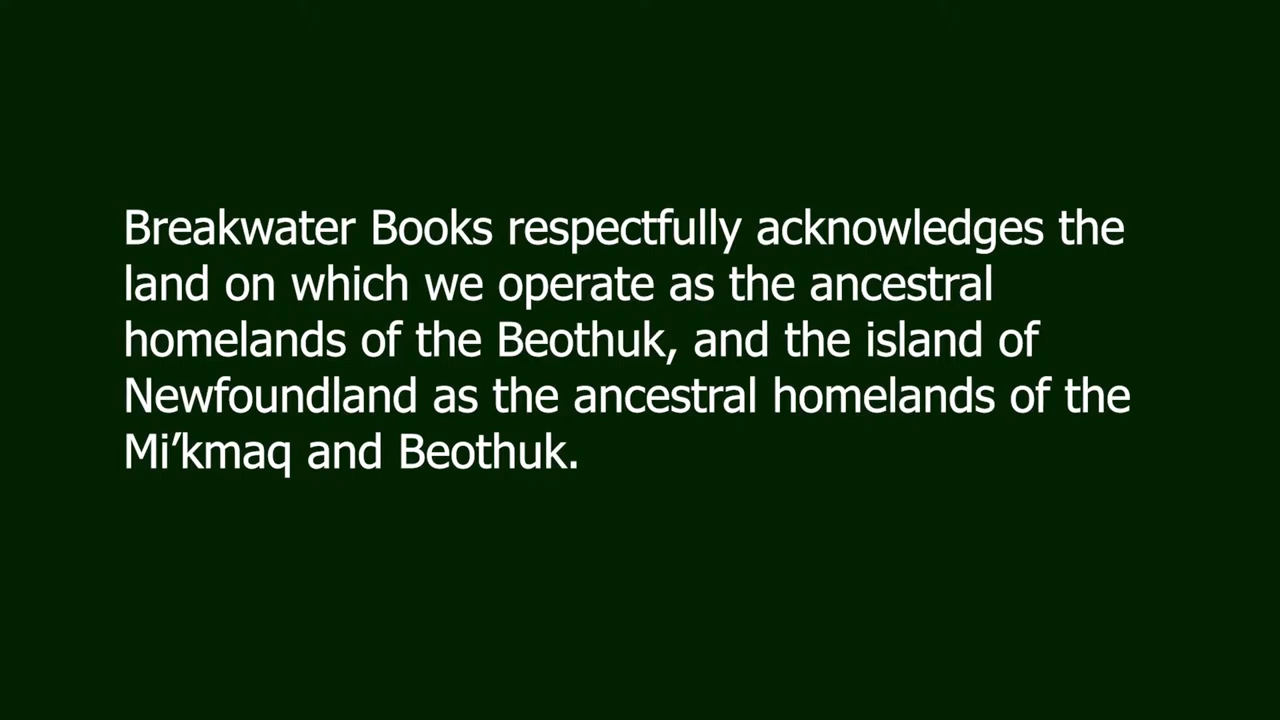 Breakwater Books respectfully acknowledges the
land on which we operate as the ancestral
homelands of the Beothuk, and the island of
Newfoundland as the ancestral homelands of the
Mi’kmaq and Beothuk.